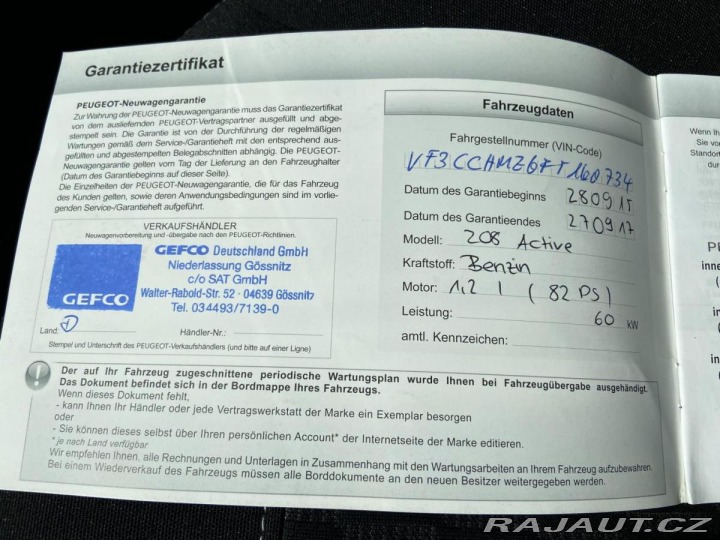 Garantiezertifikat
PEUGEOT-Neuwagengarantie
Zur Wahrung der PEUGEOT-Neuwagengarantie muss das Garantiezertifikat
von dem ausliefernden PEUGEOT-Vertragspartner ausgefüllt und abge-
stempelt sein. Die Garantie ist von der Durchführung der regelmäßigen
Wartungen gemäß dem Service-/Garantieheft mit den entsprechend aus-
gefüllten und abgestempelten Belegabschnitten abhängig. Die PEUGEOT-
Neuwagengarantie gelten vom Tag der Lieferung an den Fahrzeughalter
(Datum des Garantiebeginns auf dieser Seite).
Die Einzelheiten der PEUGEOT-Neuwagengarantie, die für das Fahrzeug
des Kunden gelten, sowie deren Anwendungsbedingungen sind im vorlie-
genden Service-/Garantieheft aufgeführt.
VERKAUFSHÄNDLER
Neuwagenvorbereitung und -übergabe nach den PEUGEOT-Richtlinien.
GEFCO
GEFCO Deutschland GmbH
Niederlassung Gössnitz
c/o SAT GmbH
Walter-Rabold-Str. 52 · 04639 Gössnitz
Tel. 034493/7139-0
Land: D Händler-Nr.:
Stempel und Unterschrift des PEUGEOT-Verkaufshändlers (und bitte auf einer Ligne)
Fahrzeugdaten
Fahrgestellnummer (VIN-Code)
VF3CCHMZ6FT160734
Datum des Garantiebeginns 280915
Datum des Garantieendes 270917
Modell: 208 Active
Kraftstoff: Benzin
Motor: 1,2 l (82 PS)
Leistung: 60 kW
amtl. Kennzeichen:
Der auf Ihr Fahrzeug zugeschnittene periodische Wartungsplan wurde Ihnen bei Fahrzeugübergabe ausgehändigt.
Das Dokument befindet sich in der Bordmappe Ihres Fahrzeugs.
Wenn dieses Dokument fehlt,
- kann Ihnen Ihr Händler oder jede Vertragswerkstatt der Marke ein Exemplar besorgen
oder
- Sie können dieses selbst über Ihren persönlichen Account* der Internetseite der Marke editieren.
* je nach Land verfügbar
Wir empfehlen Ihnen, alle Rechnungen und Unterlagen in Zusammenhang mit den Wartungsarbeiten an Ihrem Fahrzeug aufzubewahren.
Bei einem Wiederverkauf des Fahrzeugs müssen alle Borddokumente an den neuen Besitzer weitergegeben werden.
Wenn Ih
Sie vo
Standort
dur
inne
in
in
RAJAUT.CZ